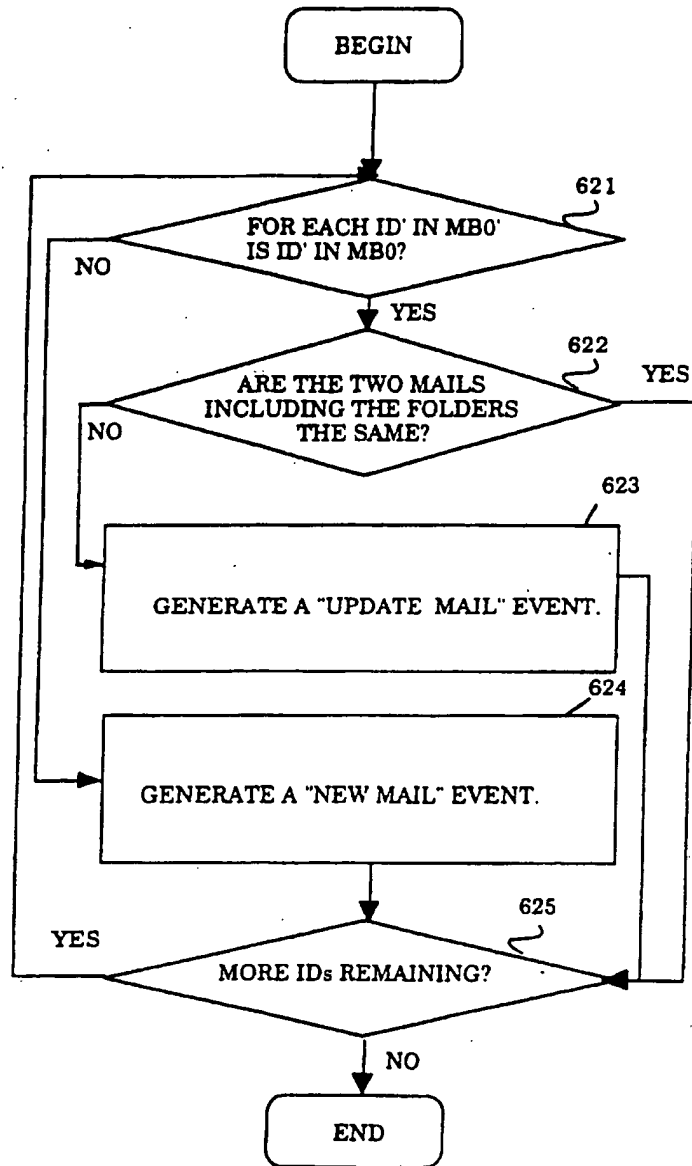 BEGIN
621
FOR EACH ID' IN MB0'
IS ID' IN MB0?
NO
YES
622
ARE THE TWO MAILS
INCLUDING THE FOLDERS
THE SAME?
YES
NO
623
GENERATE A "UPDATE MAIL" EVENT.
624
GENERATE A "NEW MAIL" EVENT.
625
YES
MORE IDs REMAINING?
NO
END